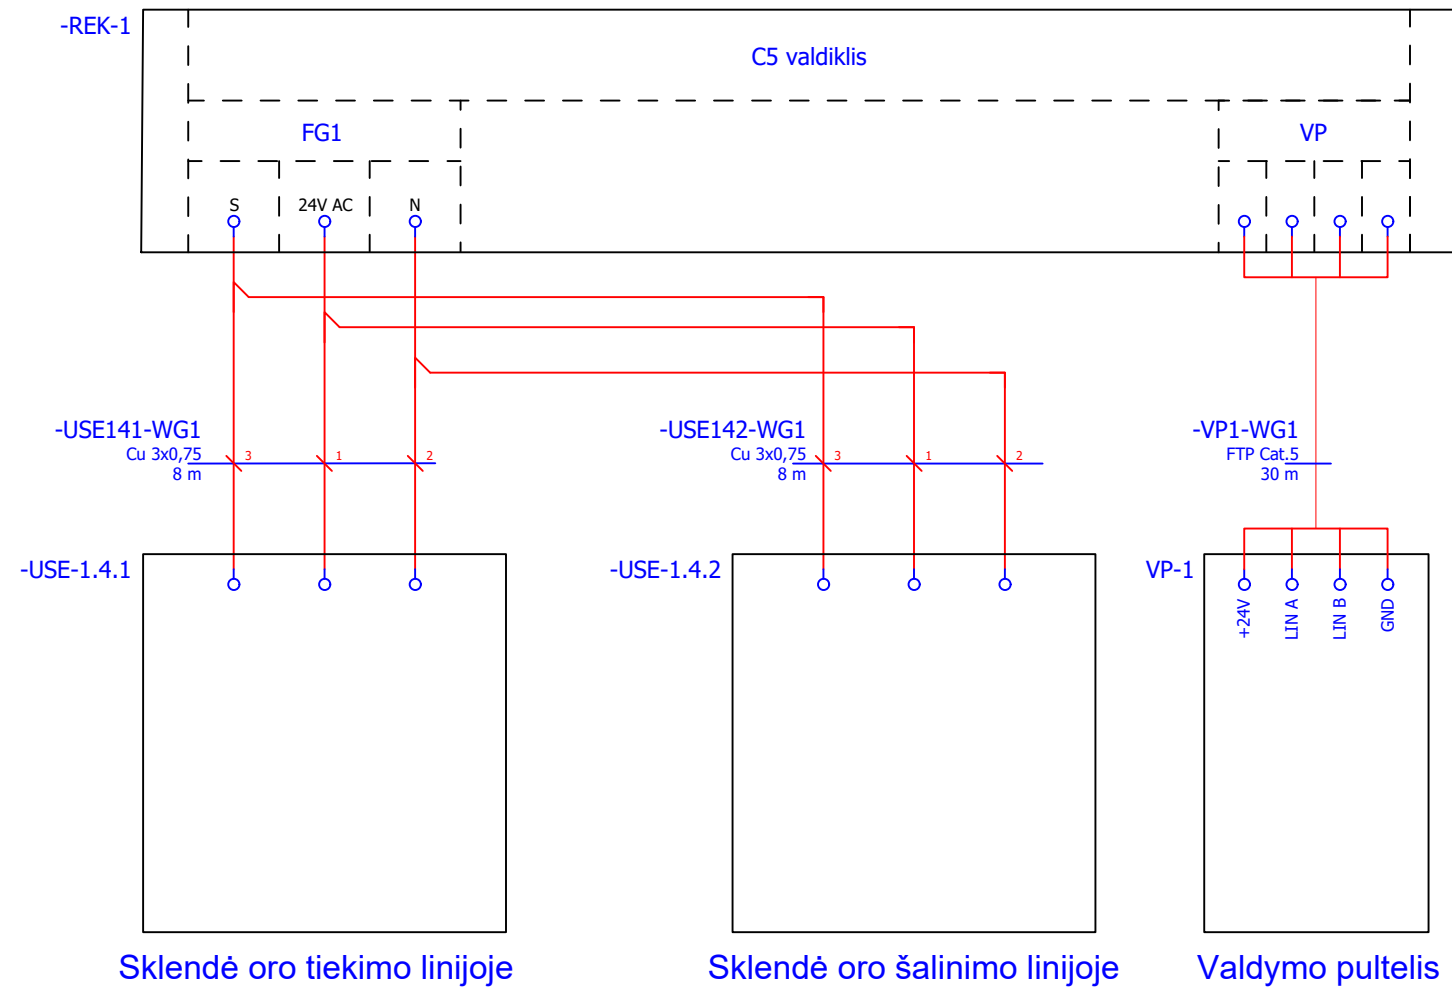 -REK-1
C5 valdiklis
FG1
VP
S
24V AC
N
-USE141-WG1
Cu 3x0,75
8 m
3
1
2
-USE142-WG1
Cu 3x0,75
8 m
3
1
2
-VP1-WG1
FTP Cat.5
30 m
-USE-1.4.1
-USE-1.4.2
VP-1
+24V
LIN A
LIN B
GND
Sklendė oro tiekimo linijoje
Sklendė oro šalinimo linijoje
Valdymo pultelis